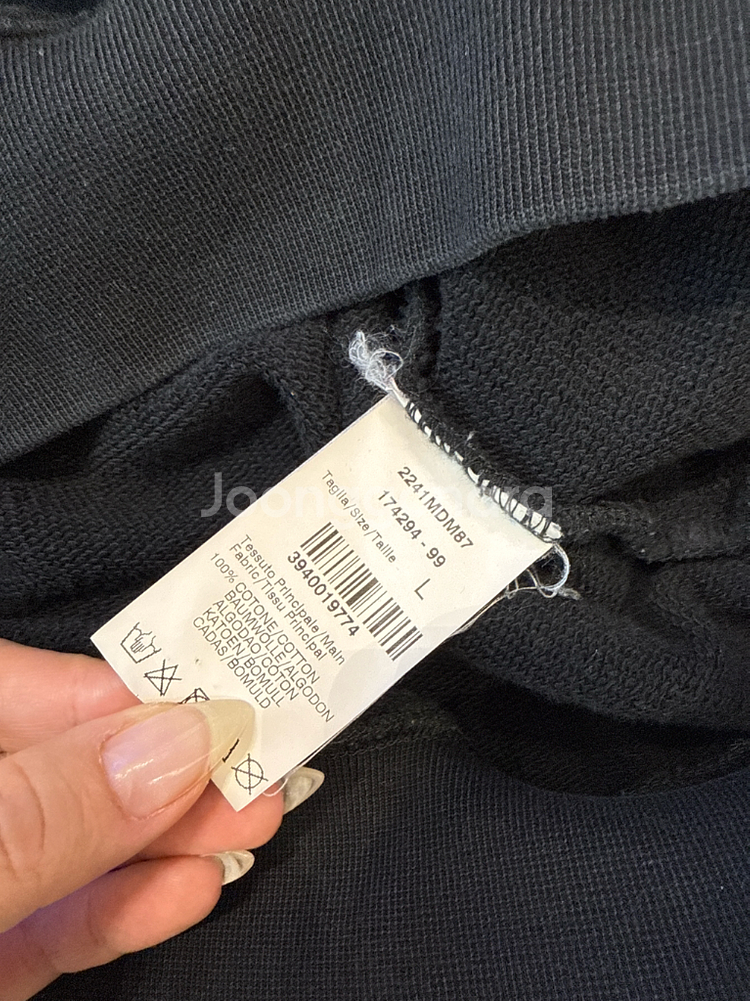 2241MDM87
174294 - 99
Taglia/Size/Taille L
3940019774
Tessuto Principale /Main
Fabric/Tissu Principal
100% COTONE/COTTON
BAUMWOLLE/ALGODON
ALGODAO/COTON
KATOEN/BOMULL
CADAS/BOMULD